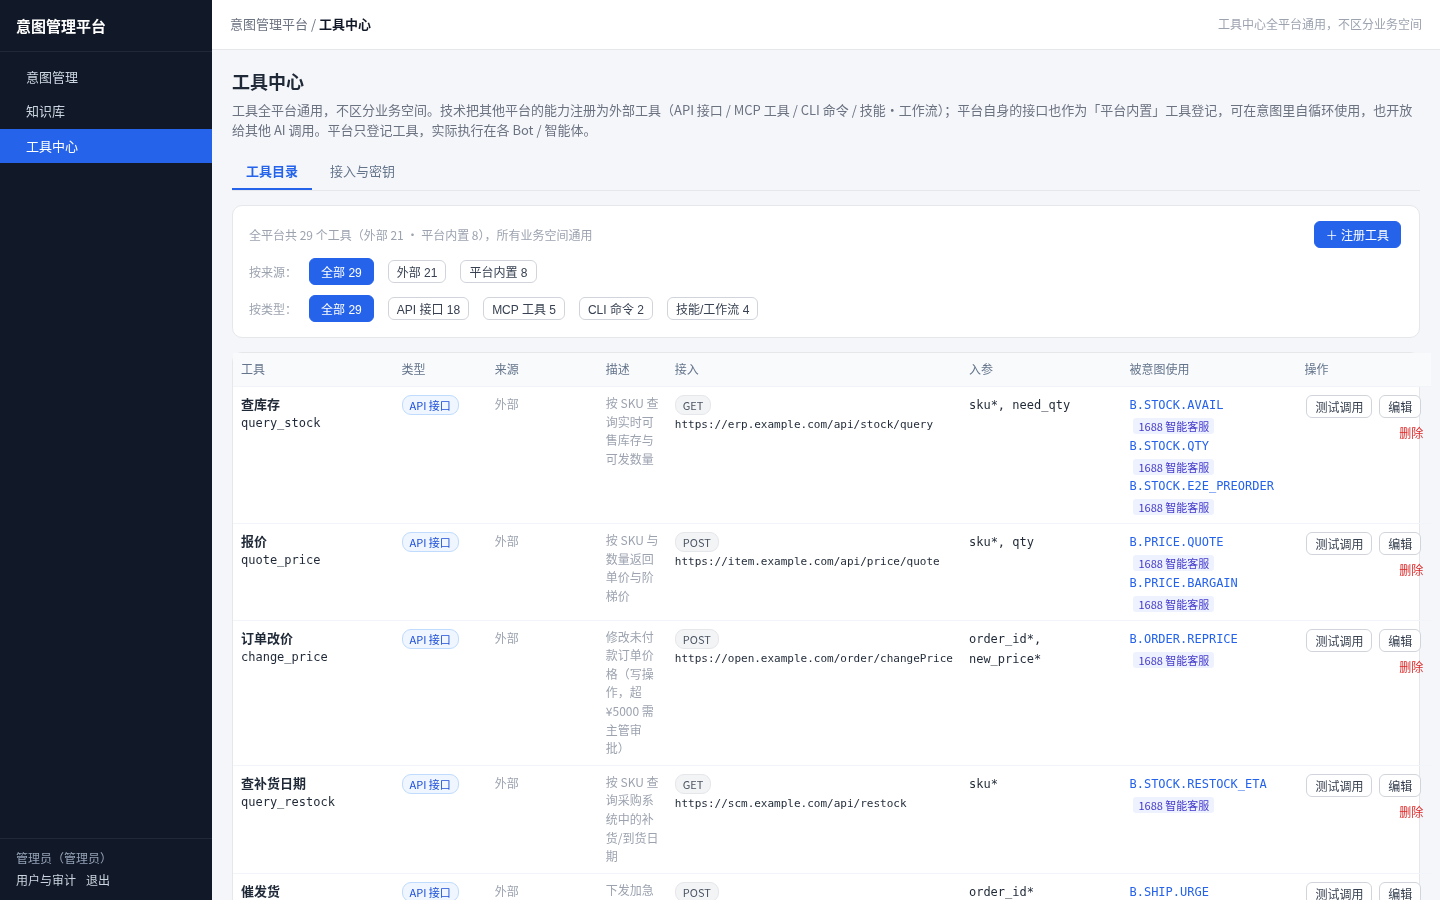 意图管理平台
意图管理
知识库
工具中心
管理员（管理员）
用户与审计 退出
意图管理平台 / 工具中心
工具中心全平台通用，不区分业务空间
工具中心
工具全平台通用，不区分业务空间。技术把其他平台的能力注册为外部工具（API 接口 / MCP 工具 / CLI 命令 / 技能・工作流）；平台自身的接口也作为「平台内置」工具登记，可在意图里自循环使用，也开放
给其他 AI 调用。平台只登记工具，实际执行在各 Bot / 智能体。
工具目录 接入与密钥
全平台共 29 个工具（外部 21 ・ 平台内置 8），所有业务空间通用
＋ 注册工具
按来源： 全部 29 外部 21 平台内置 8
按类型： 全部 29 API 接口 18 MCP 工具 5 CLI 命令 2 技能/工作流 4
工具 类型 来源 描述 接入 入参 被意图使用 操作
查库存
query_stock
API 接口
外部
按 SKU 查
询实时可
售库存与
可发数量
GET
https://erp.example.com/api/stock/query
sku*, need_qty
B.STOCK.AVAIL
1688 智能客服
B.STOCK.QTY
1688 智能客服
B.STOCK.E2E_PREORDER
1688 智能客服
测试调用 编辑
删除
报价
quote_price
API 接口
外部
按 SKU 与
数量返回
单价与阶
梯价
POST
https://item.example.com/api/price/quote
sku*, qty
B.PRICE.QUOTE
1688 智能客服
B.PRICE.BARGAIN
1688 智能客服
测试调用 编辑
删除
订单改价
change_price
API 接口
外部
修改未付
款订单价
格（写操
作，超
¥5000 需
主管审
批）
POST
https://open.example.com/order/changePrice
order_id*,
new_price*
B.ORDER.REPRICE
1688 智能客服
测试调用 编辑
删除
查补货日期
query_restock
API 接口
外部
按 SKU 查
询采购系
统中的补
货/到货日
期
GET
https://scm.example.com/api/restock
sku*
B.STOCK.RESTOCK_ETA
1688 智能客服
测试调用 编辑
删除
催发货
API 接口
外部
下发加急
POST
order_id*
B.SHIP.URGE
测试调用 编辑